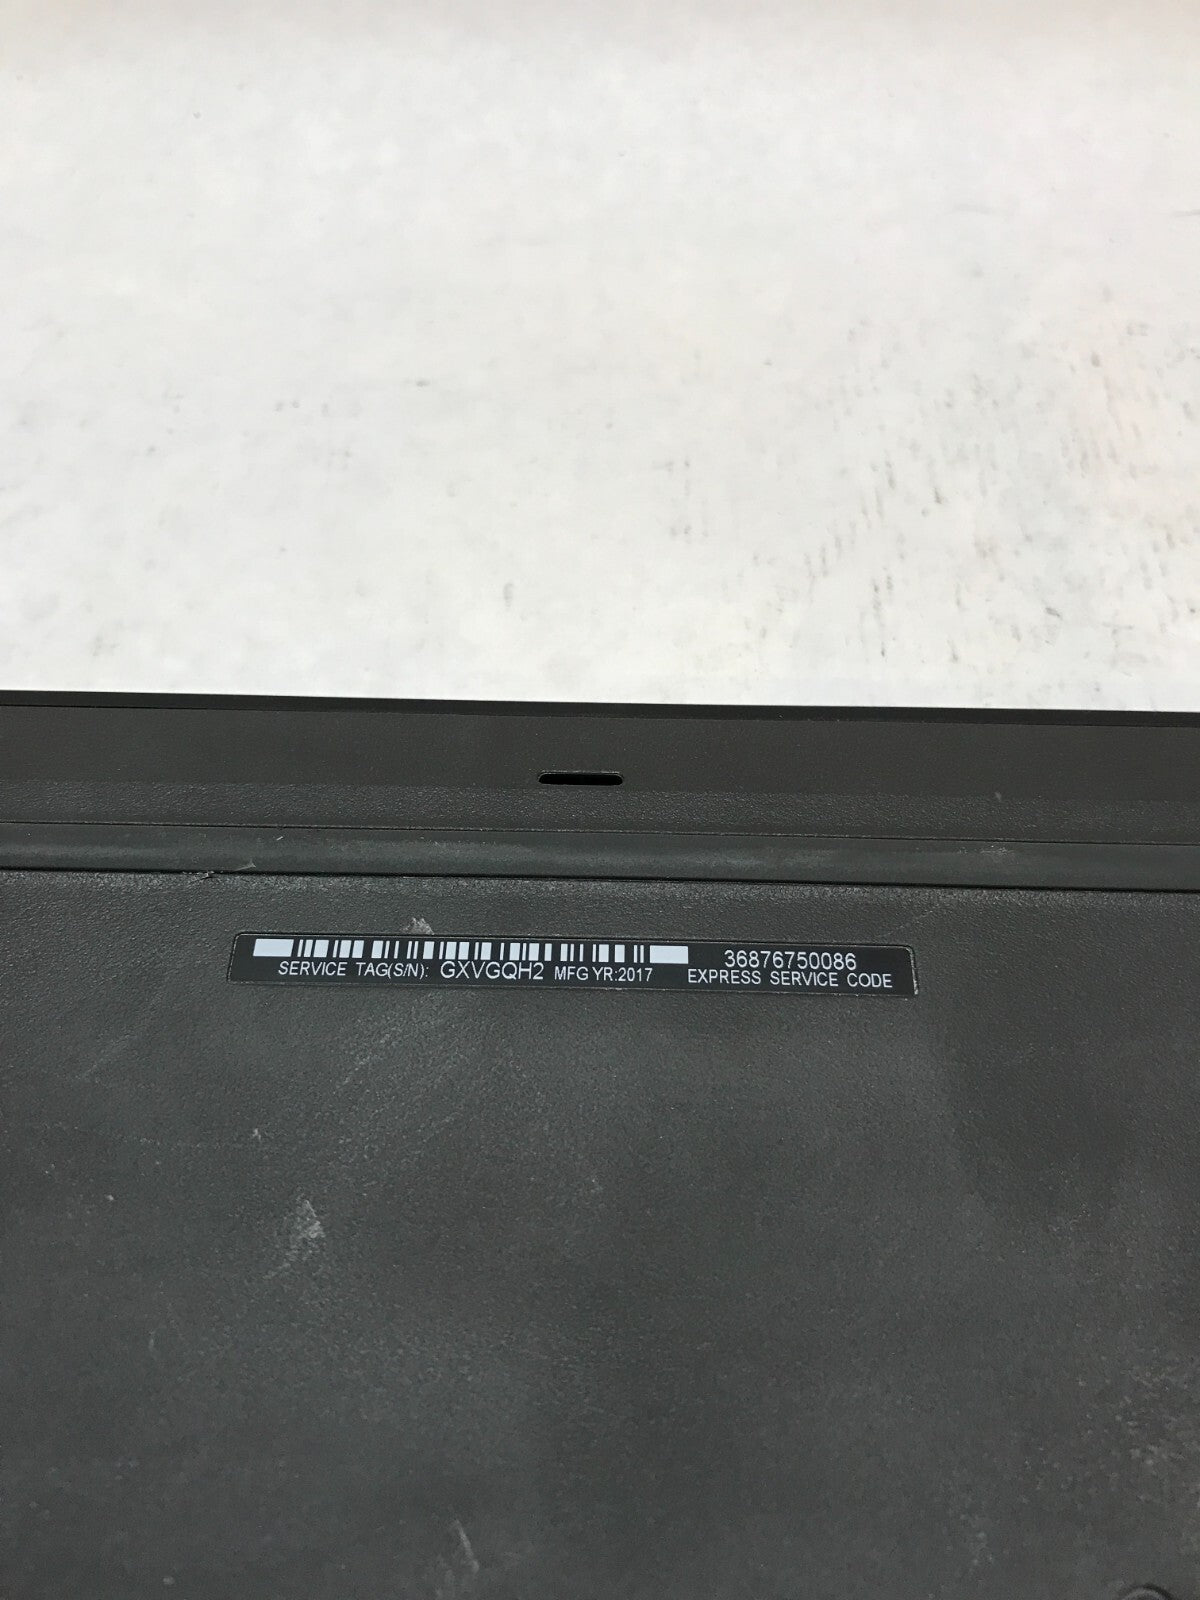 36876750086
SERVICE TAG(S/N): GXVGQH2 MFG YR:2017 EXPRESS SERVICE CODE